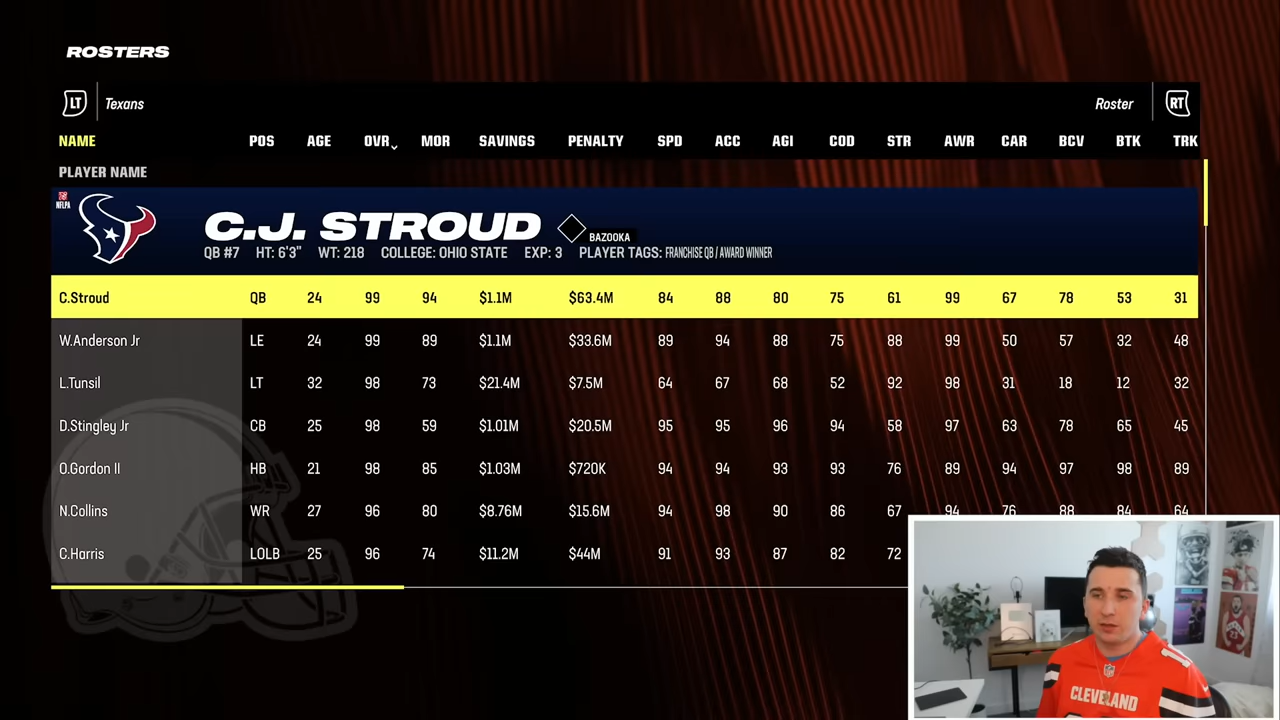 ROSTERS
LT Texans Roster RT
NAME POS AGE OVR MOR SAVINGS PENALTY SPD ACC AGI COD STR AWR CAR BCV BTK TRK
PLAYER NAME
NFLPA
C.J. STROUD BAZOOKA
QB #7 HT: 6'3" WT: 218 COLLEGE: OHIO STATE EXP: 3 PLAYER TAGS: FRANCHISE QB / AWARD WINNER
C.Stroud QB 24 99 94 $1.1M $63.4M 84 88 80 75 61 99 67 78 53 31
W.Anderson Jr LE 24 99 89 $1.1M $33.6M 89 94 88 75 88 99 50 57 32 48
L.Tunsil LT 32 98 73 $21.4M $7.5M 64 67 68 52 92 98 31 18 12 32
D.Stingley Jr CB 25 98 59 $1.01M $20.5M 95 95 96 94 58 97 63 78 65 45
O.Gordon II HB 21 98 85 $1.03M $720K 94 94 93 93 76 89 94 97 98 89
N.Collins WR 27 96 80 $8.76M $15.6M 94 98 90 86 67 94 76 88 84 64
C.Harris LOLB 25 96 74 $11.2M $44M 91 93 87 82 72
CLEVELAND